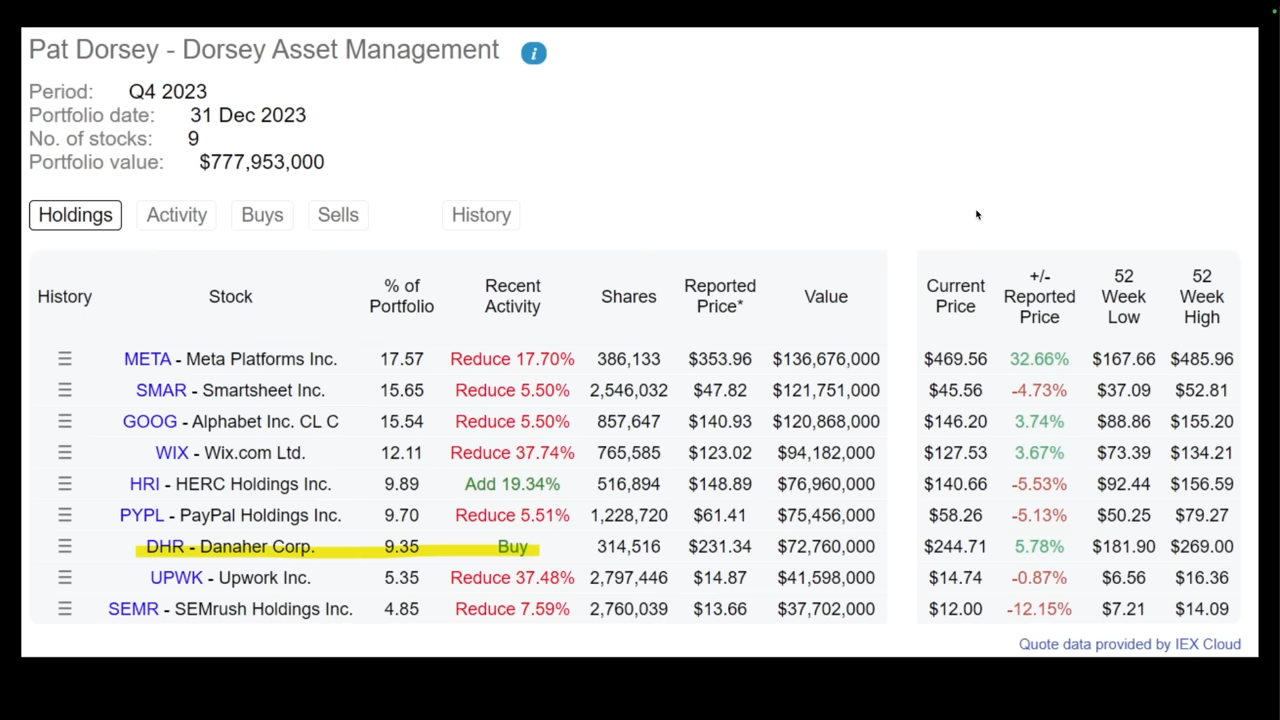 Pat Dorsey - Dorsey Asset Management i
Period: Q4 2023
Portfolio date: 31 Dec 2023
No. of stocks: 9
Portfolio value: $777,953,000
Holdings Activity Buys Sells History
History Stock % of Portfolio Recent Activity Shares Reported Price* Value Current Price +/- Reported Price 52 Week Low 52 Week High
☰ META - Meta Platforms Inc. 17.57 Reduce 17.70% 386,133 $353.96 $136,676,000 $469.56 32.66% $167.66 $485.96
☰ SMAR - Smartsheet Inc. 15.65 Reduce 5.50% 2,546,032 $47.82 $121,751,000 $45.56 -4.73% $37.09 $52.81
☰ GOOG - Alphabet Inc. CL C 15.54 Reduce 5.50% 857,647 $140.93 $120,868,000 $146.20 3.74% $88.86 $155.20
☰ WIX - Wix.com Ltd. 12.11 Reduce 37.74% 765,585 $123.02 $94,182,000 $127.53 3.67% $73.39 $134.21
☰ HRI - HERC Holdings Inc. 9.89 Add 19.34% 516,894 $148.89 $76,960,000 $140.66 -5.53% $92.44 $156.59
☰ PYPL - PayPal Holdings Inc. 9.70 Reduce 5.51% 1,228,720 $61.41 $75,456,000 $58.26 -5.13% $50.25 $79.27
☰ DHR - Danaher Corp. 9.35 Buy 314,516 $231.34 $72,760,000 $244.71 5.78% $181.90 $269.00
☰ UPWK - Upwork Inc. 5.35 Reduce 37.48% 2,797,446 $14.87 $41,598,000 $14.74 -0.87% $6.56 $16.36
☰ SEMR - SEMrush Holdings Inc. 4.85 Reduce 7.59% 2,760,039 $13.66 $37,702,000 $12.00 -12.15% $7.21 $14.09
Quote data provided by IEX Cloud